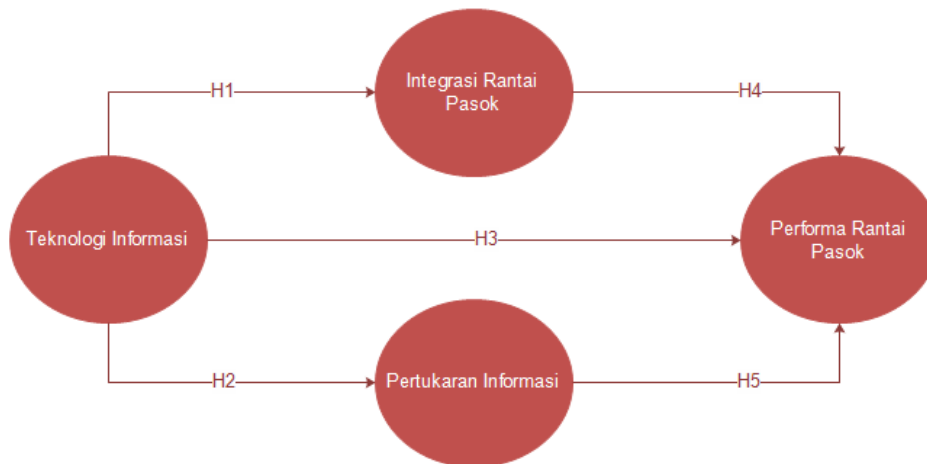 H1
Integrasi Rantai
Pasok
H4
Teknologi Informasi
H3
Performa Rantai
Pasok
H2
Pertukaran Informasi
H5